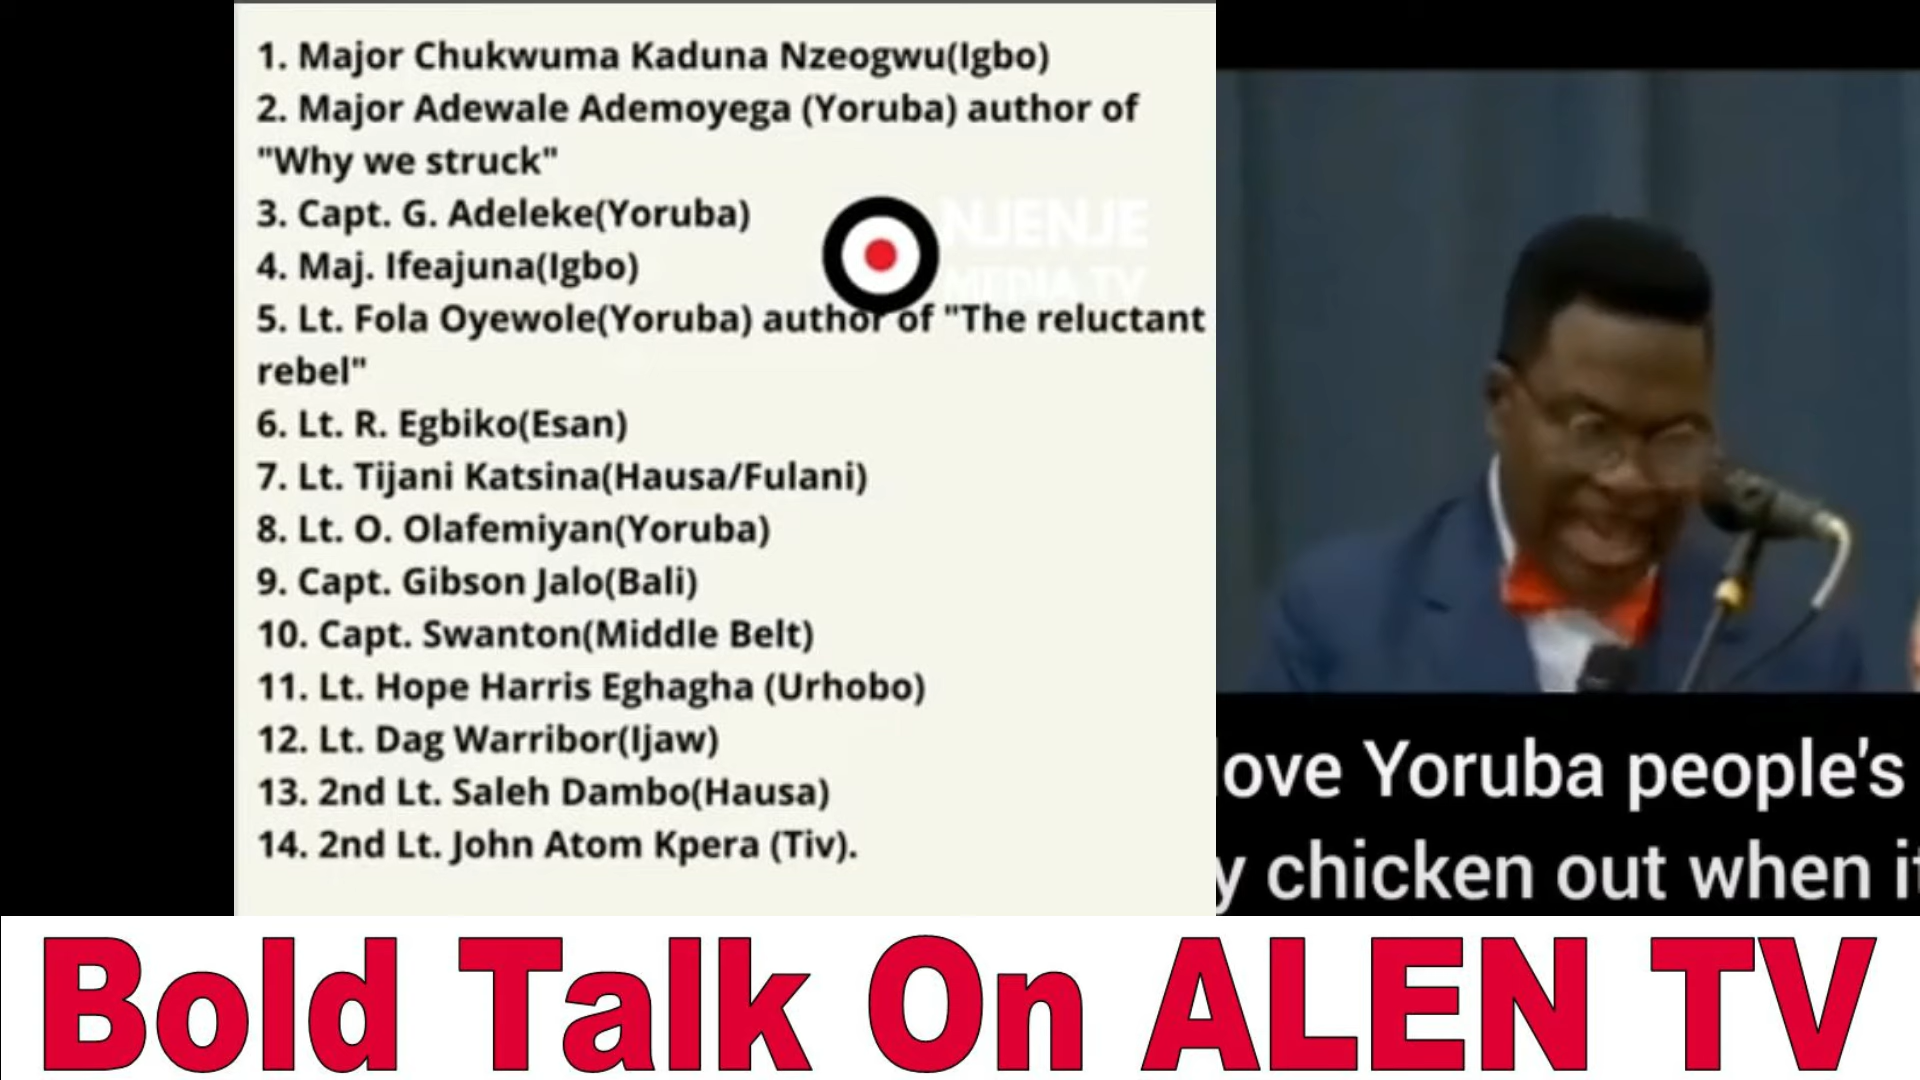 1. Major Chukwuma Kaduna Nzeogwu(Igbo)
2. Major Adewale Ademoyega (Yoruba) author of
"Why we struck"
3. Capt. G. Adeleke(Yoruba)
4. Maj. Ifeajuna(Igbo)
5. Lt. Fola Oyewole(Yoruba) author of "The reluctant
rebel"
6. Lt. R. Egbiko(Esan)
7. Lt. Tijani Katsina(Hausa/Fulani)
8. Lt. O. Olafemiyan(Yoruba)
9. Capt. Gibson Jalo(Bali)
10. Capt. Swanton(Middle Belt)
11. Lt. Hope Harris Eghagha (Urhobo)
12. Lt. Dag Warribor(Ijaw)
13. 2nd Lt. Saleh Dambo(Hausa)
14. 2nd Lt. John Atom Kpera (Tiv).
NJENJE
MEDIA TV
ove Yoruba people's
y chicken out when it
Bold Talk On ALEN TV